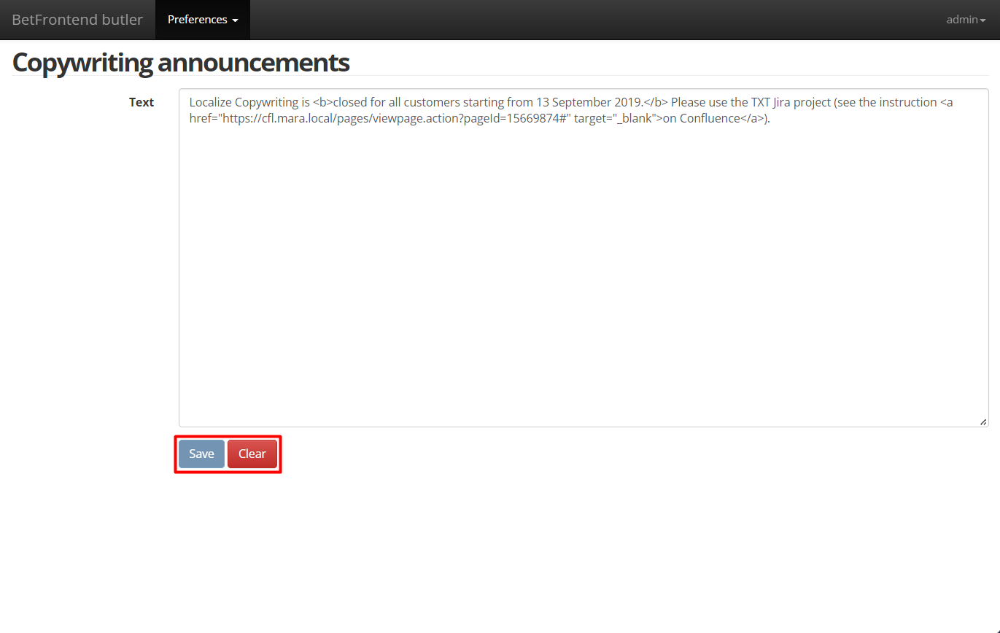 BetFrontend butler Preferences admin
Copywriting announcements
Text
Localize Copywriting is <b>closed for all customers starting from 13 September 2019.</b> Please use the TXT Jira project (see the instruction <a
href="https://cfl.mara.local/pages/viewpage.action?pageId=15669874#" target="_blank">on Confluence</a>).
Save Clear